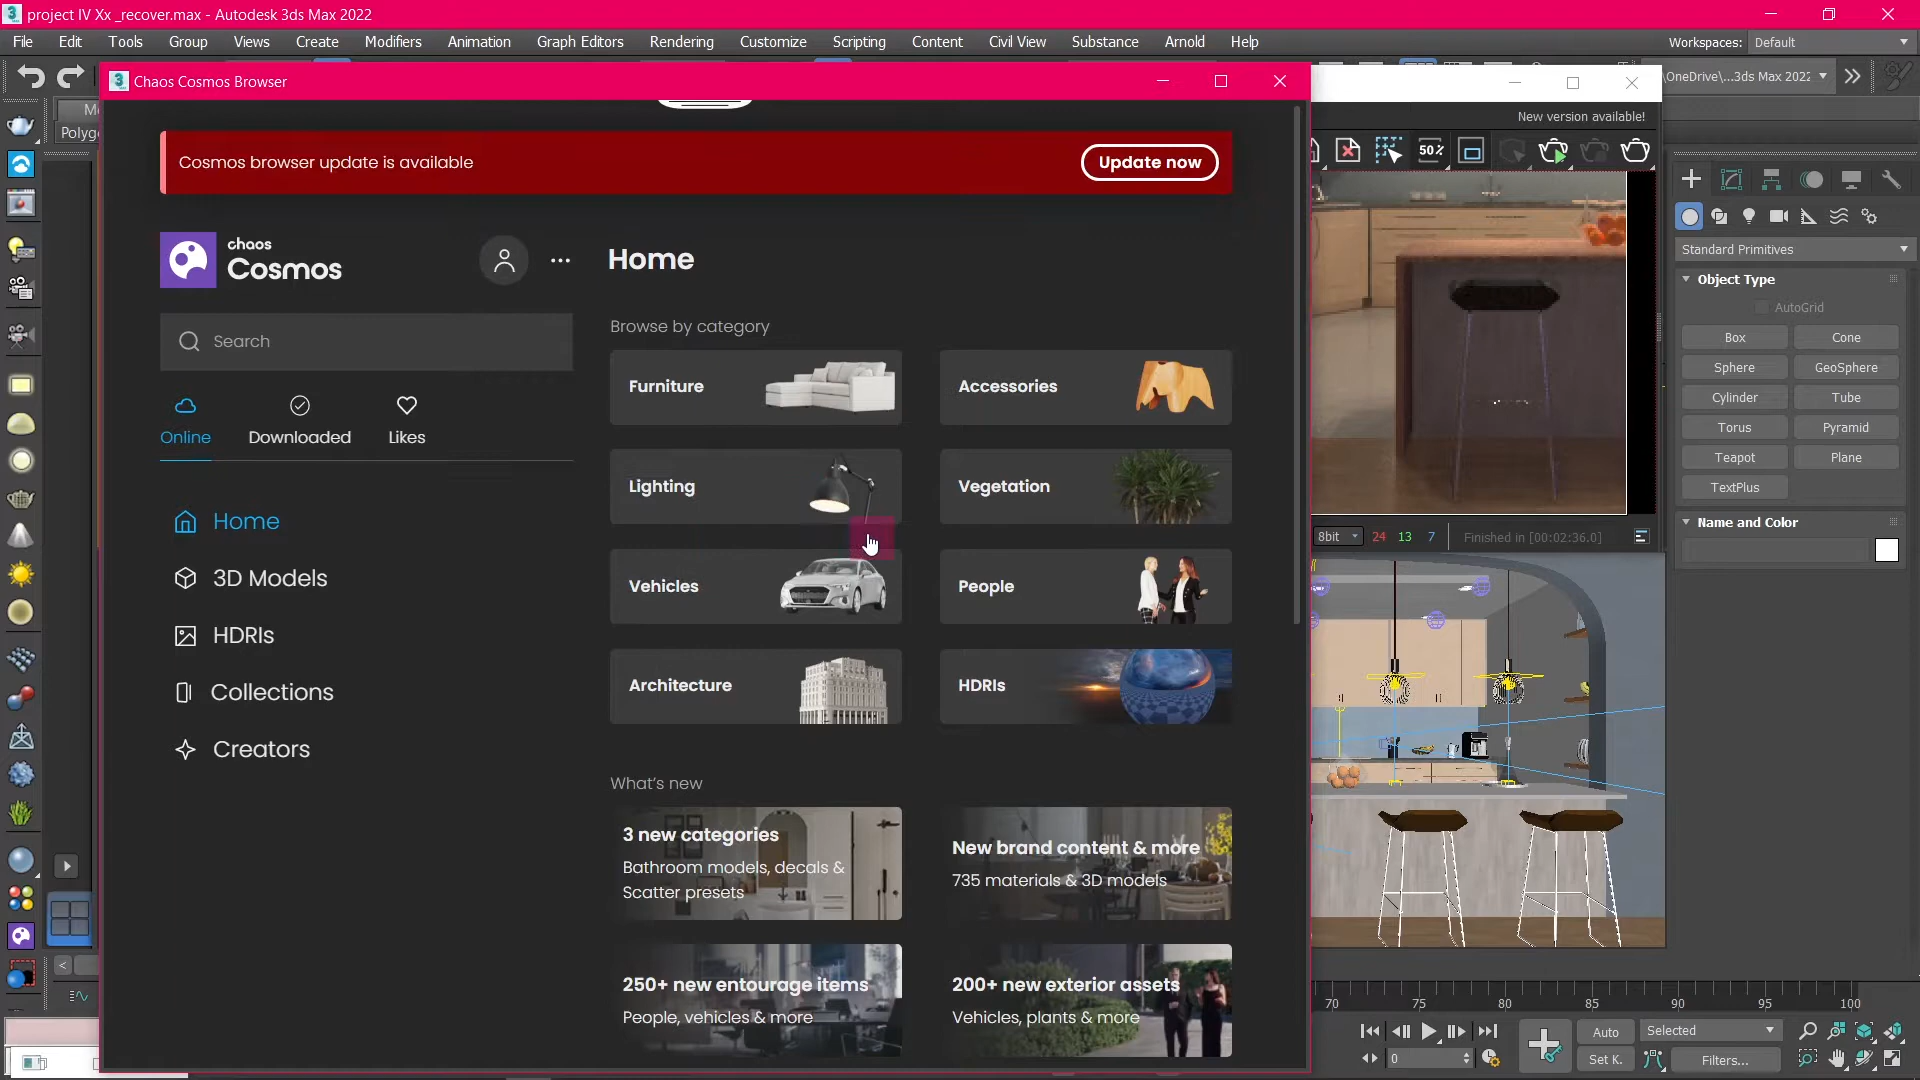 project IV Xx _recover.max - Autodesk 3ds Max 2022
File Edit Tools Group Views Create Modifiers Animation Graph Editors Rendering Customize Scripting Content Civil View Substance Arnold Help
Workspaces: Default
Chaos Cosmos Browser
\OneDrive\...3ds Max 2022
New version available!
Polyg
50%
Cosmos browser update is available
Update now
chaos
Cosmos
Home
Search
Online
Downloaded
Likes
Home
3D Models
HDRIs
Collections
Creators
Browse by category
Furniture
Accessories
Lighting
Vegetation
Vehicles
People
Architecture
HDRIs
What's new
3 new categories
Bathroom models, decals &
Scatter presets
New brand content & more
735 materials & 3D models
250+ new entourage items
People, vehicles & more
200+ new exterior assets
Vehicles, plants & more
8bit 24 13 7 Finished in [00:02:36.0]
Standard Primitives
Object Type
AutoGrid
Box Cone
Sphere GeoSphere
Cylinder Tube
Torus Pyramid
Teapot Plane
TextPlus
Name and Color
70 75 80 85 90 95 100
0
Auto
Selected
Set K.
Filters...